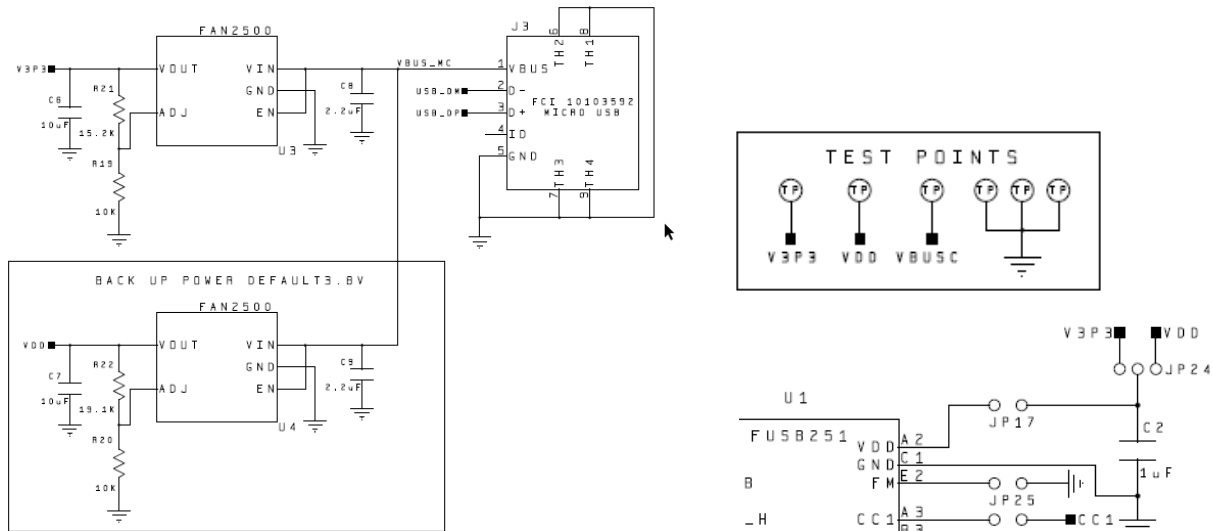 FAN2500
V3P3
VOUT
VIN
GND
EN
ADJ
C6
10uF
R21
15.2K
R19
10K
U3
C8
2.2uF
VBUS_MC
USB_DM
USB_DP
J3
1
VBUS
2
D-
3
D+
4
ID
5
GND
6
TH2
8
TH1
7
TH3
9
TH4
FCI 10103592
MICRO USB
BACK UP POWER DEFAULT3.8V
FAN2500
VDD
VOUT
VIN
GND
EN
ADJ
C7
10uF
R22
19.1K
R20
10K
U4
C9
2.2uF
TEST POINTS
TP TP TP TP TP TP
V3P3 VDD VBUSC
V3P3 VDD
JP24
U1
FUSB251
VDD A2
GND C1
FM E2
CC1 A3
B3
B
_H
JP17
JP25
CC1
C2
1uF